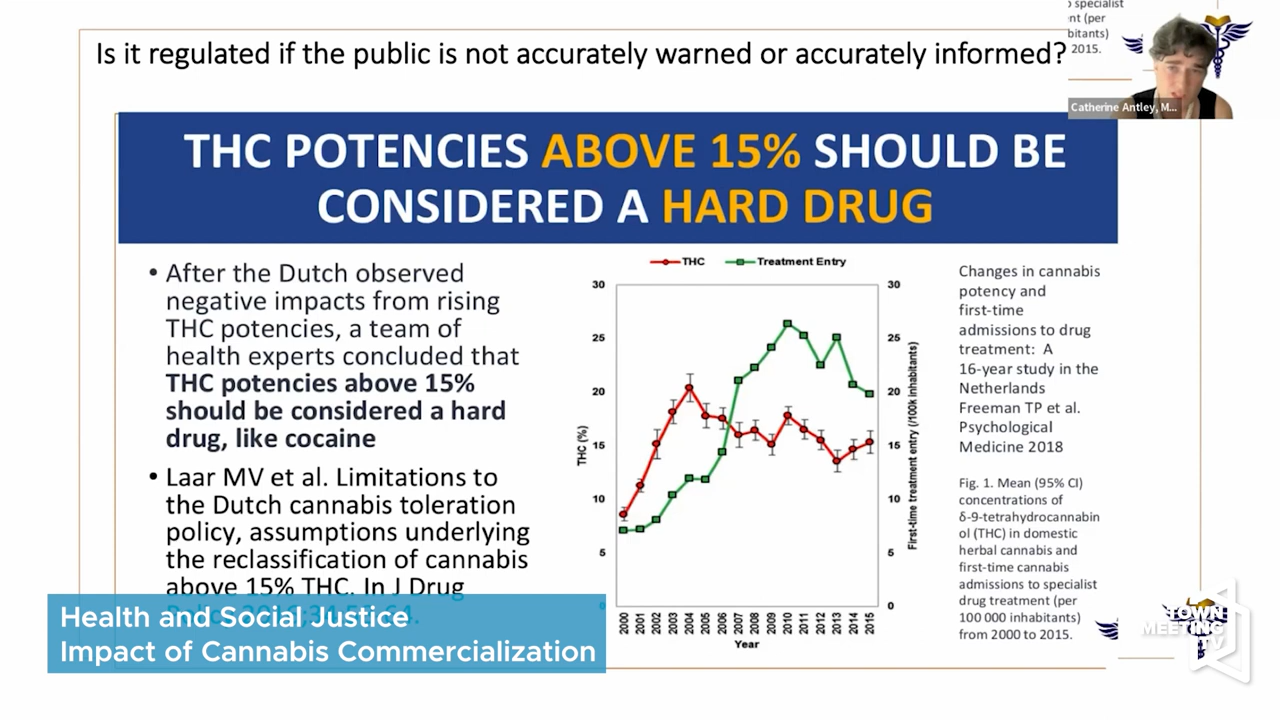 Is it regulated if the public is not accurately warned or accurately informed?
specialist
nt (per
bitants)
2015.
Catherine Antley, M...
THC POTENCIES ABOVE 15% SHOULD BE
CONSIDERED A HARD DRUG
• After the Dutch observed
negative impacts from rising
THC potencies, a team of
health experts concluded that
THC potencies above 15%
should be considered a hard
drug, like cocaine
• Laar MV et al. Limitations to
the Dutch cannabis toleration
policy, assumptions underlying
the reclassification of cannabis
above 15% THC. In J Drug
THC Treatment Entry
30 30
25 25
20 20
15 15
10 10
5 5
0 0
THC (%)
First-time treatment entry (/100k inhabitants)
2000 2001 2002 2003 2004 2005 2006 2007 2008 2009 2010 2011 2012 2013 2014 2015
Year
Changes in cannabis
potency and
first-time
admissions to drug
treatment: A
16-year study in the
Netherlands
Freeman TP et al.
Psychological
Medicine 2018
Fig. 1. Mean (95% CI)
concentrations of
δ-9-tetrahydrocannabin
ol (THC) in domestic
herbal cannabis and
first-time cannabis
admissions to specialist
drug treatment (per
100 000 inhabitants)
from 2000 to 2015.
Health and Social Justice
Impact of Cannabis Commercialization
TOWN
MEETING
TV